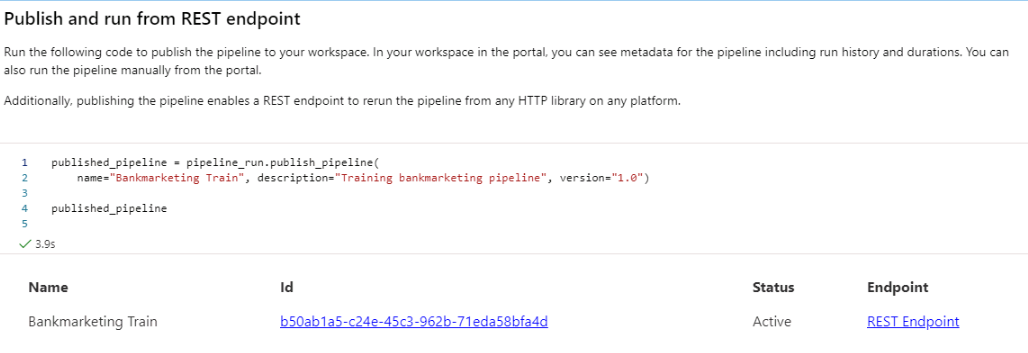 Publish and run from REST endpoint
Run the following code to publish the pipeline to your workspace. In your workspace in the portal, you can see metadata for the pipeline including run history and durations. You can
also run the pipeline manually from the portal.
Additionally, publishing the pipeline enables a REST endpoint to rerun the pipeline from any HTTP library on any platform.
1 published_pipeline = pipeline_run.publish_pipeline(
2 name="Bankmarketing Train", description="Training bankmarketing pipeline", version="1.0")
3
4 published_pipeline
5
✓ 3.9s
Name Id Status Endpoint
Bankmarketing Train b50ab1a5-c24e-45c3-962b-71eda58bfa4d Active REST Endpoint